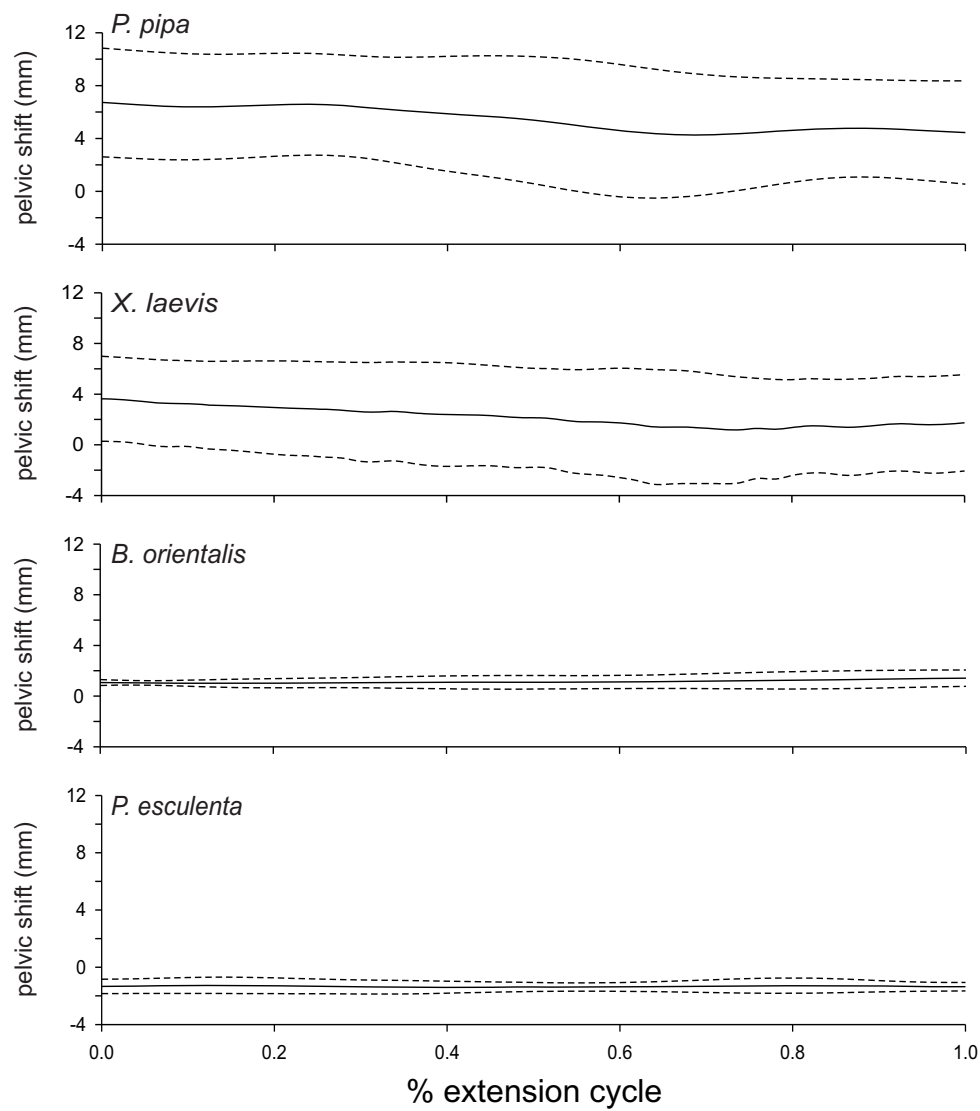 P. pipa
pelvic shift (mm)
12
8
4
0
-4
X. laevis
pelvic shift (mm)
12
8
4
0
-4
B. orientalis
pelvic shift (mm)
12
8
4
0
-4
P. esculenta
pelvic shift (mm)
12
8
4
0
-4
0.0 0.2 0.4 0.6 0.8 1.0
% extension cycle